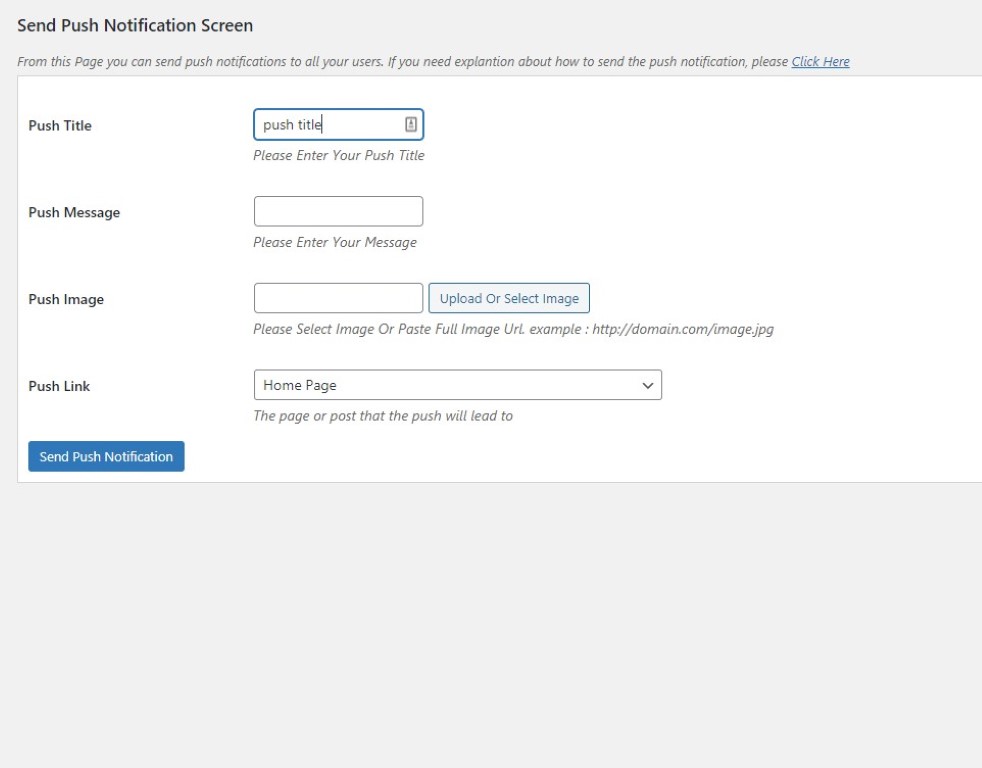 Send Push Notification Screen
From this Page you can send push notifications to all your users. If you need explantion about how to send the push notification, please Click Here
Push Title
push title
Please Enter Your Push Title
Push Message
Please Enter Your Message
Push Image
Upload Or Select Image
Please Select Image Or Paste Full Image Url. example : http://domain.com/image.jpg
Push Link
Home Page
The page or post that the push will lead to
Send Push Notification